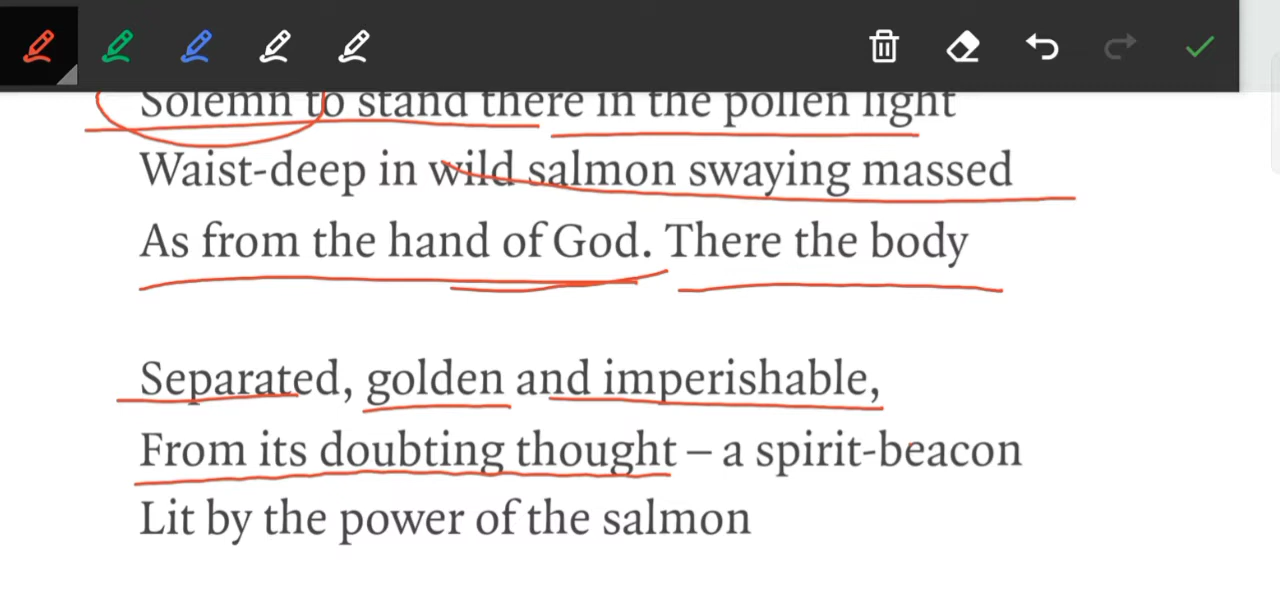 Solemn to stand there in the pollen light
Waist-deep in wild salmon swaying massed
As from the hand of God. There the body
Separated, golden and imperishable,
From its doubting thought – a spirit-beacon
Lit by the power of the salmon